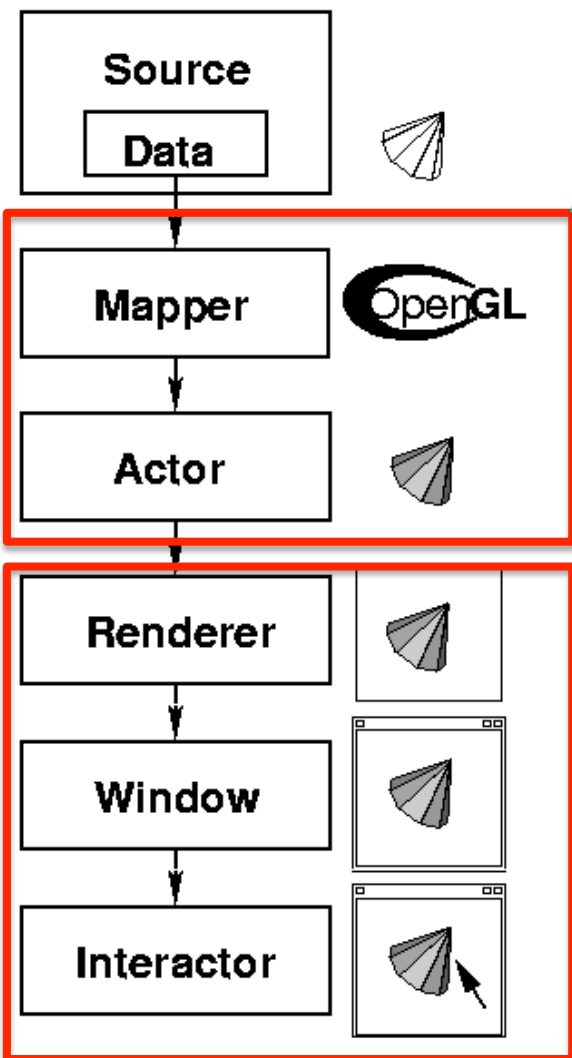 Source
Data
Mapper
OpenGL
Actor
Renderer
Window
Interactor